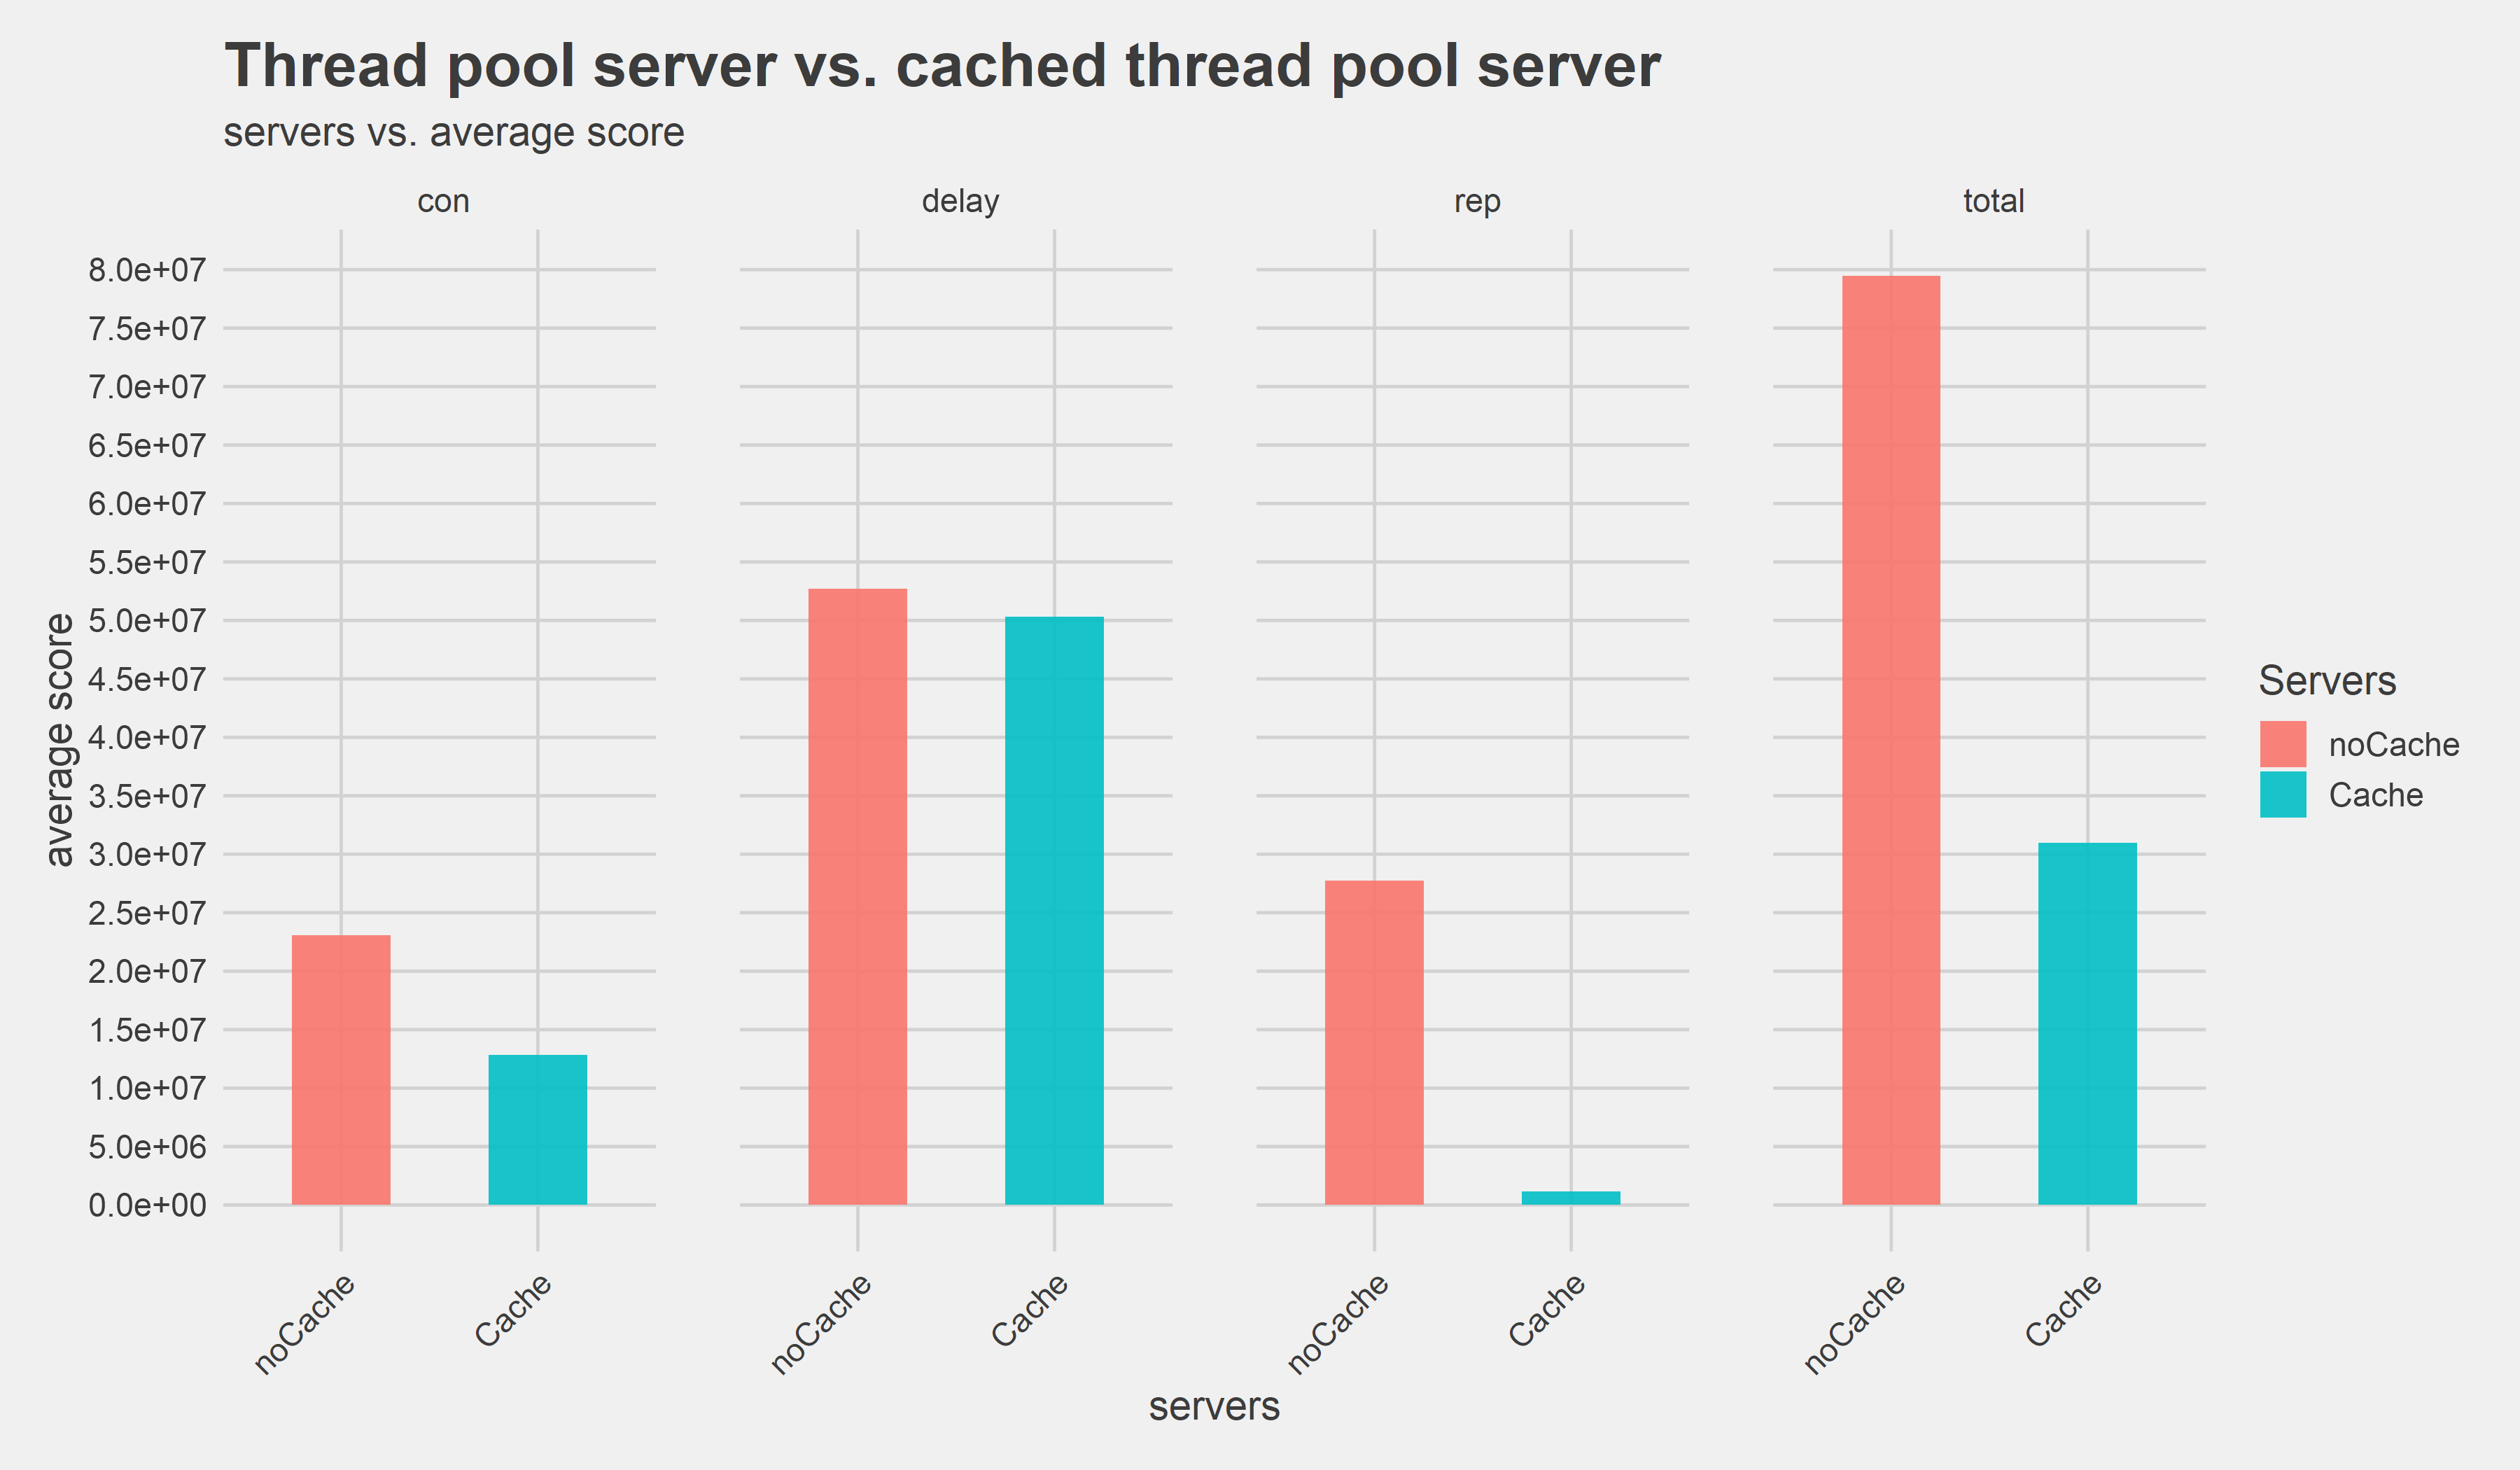 Thread pool server vs. cached thread pool server
servers vs. average score
con
delay
rep
total
8.0e+07
7.5e+07
7.0e+07
6.5e+07
6.0e+07
5.5e+07
5.0e+07
4.5e+07
4.0e+07
3.5e+07
3.0e+07
2.5e+07
2.0e+07
1.5e+07
1.0e+07
5.0e+06
0.0e+00
average score
noCache
Cache
noCache
Cache
noCache
Cache
noCache
Cache
servers
Servers
noCache
Cache